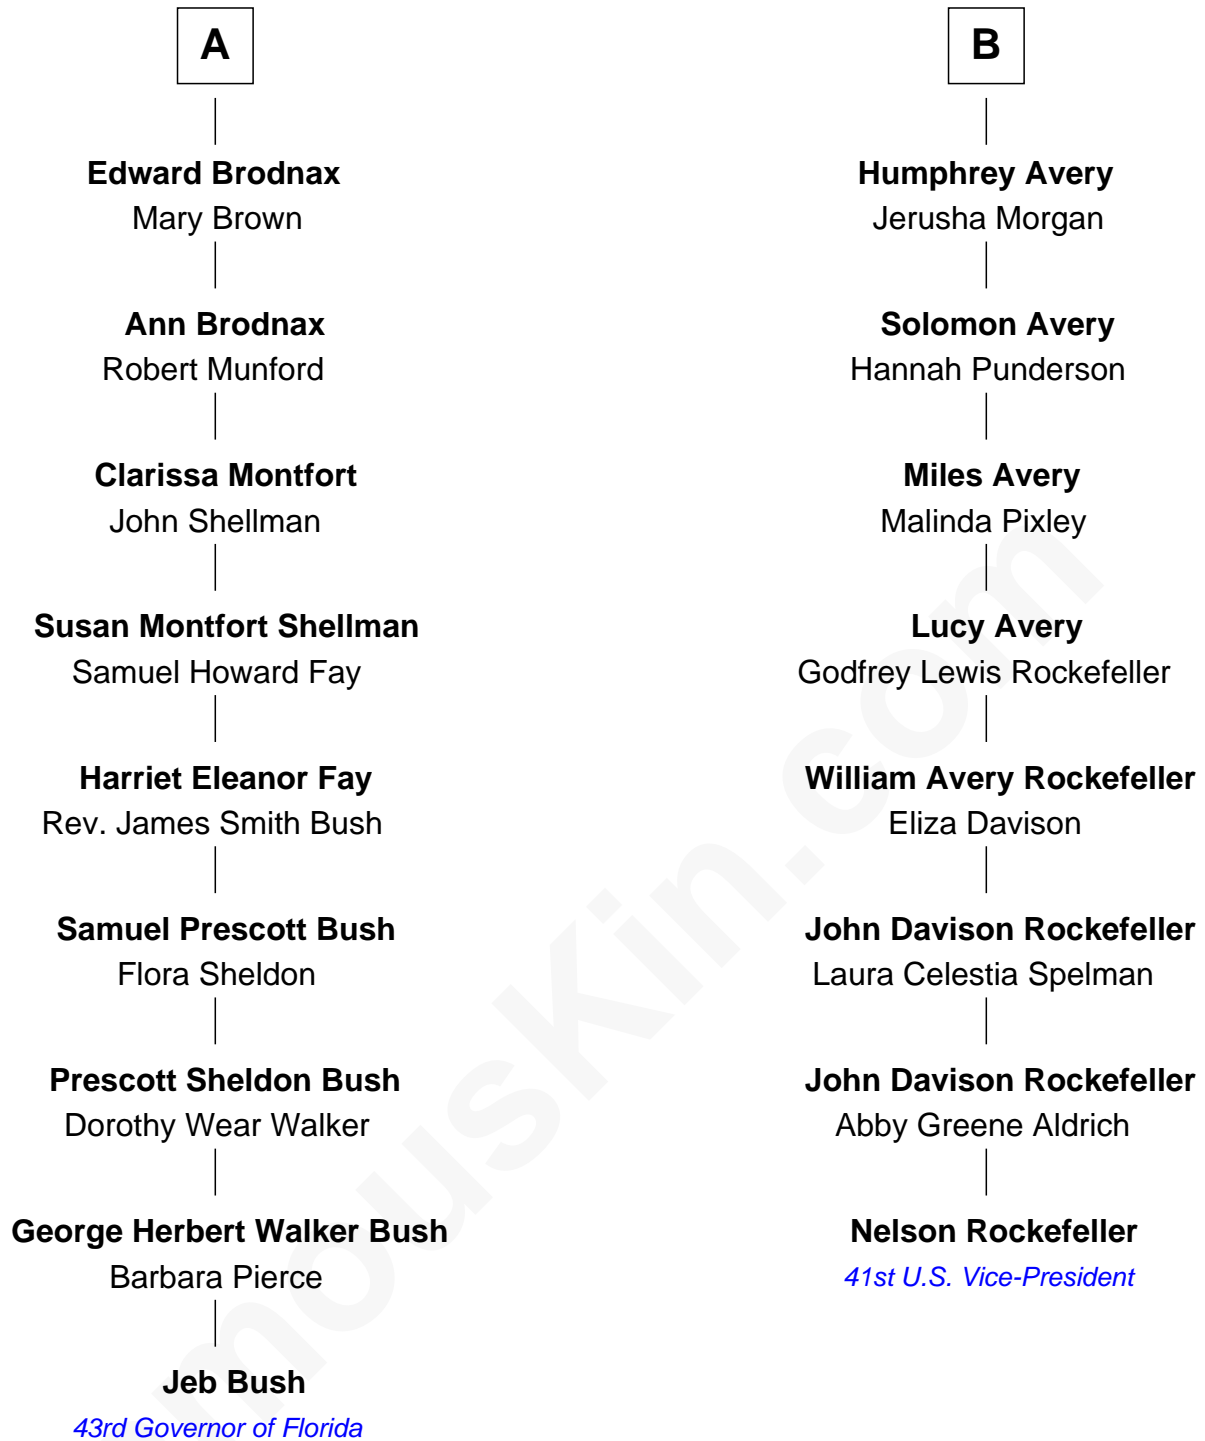 A
Edward Brodnax
Mary Brown
Ann Brodnax
Robert Munford
Clarissa Montfort
John Shellman
Susan Montfort Shellman
Samuel Howard Fay
Harriet Eleanor Fay
Rev. James Smith Bush
Samuel Prescott Bush
Flora Sheldon
Prescott Sheldon Bush
Dorothy Wear Walker
George Herbert Walker Bush
Barbara Pierce
Jeb Bush
43rd Governor of Florida
B
Humphrey Avery
Jerusha Morgan
Solomon Avery
Hannah Punderson
Miles Avery
Malinda Pixley
Lucy Avery
Godfrey Lewis Rockefeller
William Avery Rockefeller
Eliza Davison
John Davison Rockefeller
Laura Celestia Spelman
John Davison Rockefeller
Abby Greene Aldrich
Nelson Rockefeller
41st U.S. Vice-President
mousKin.com